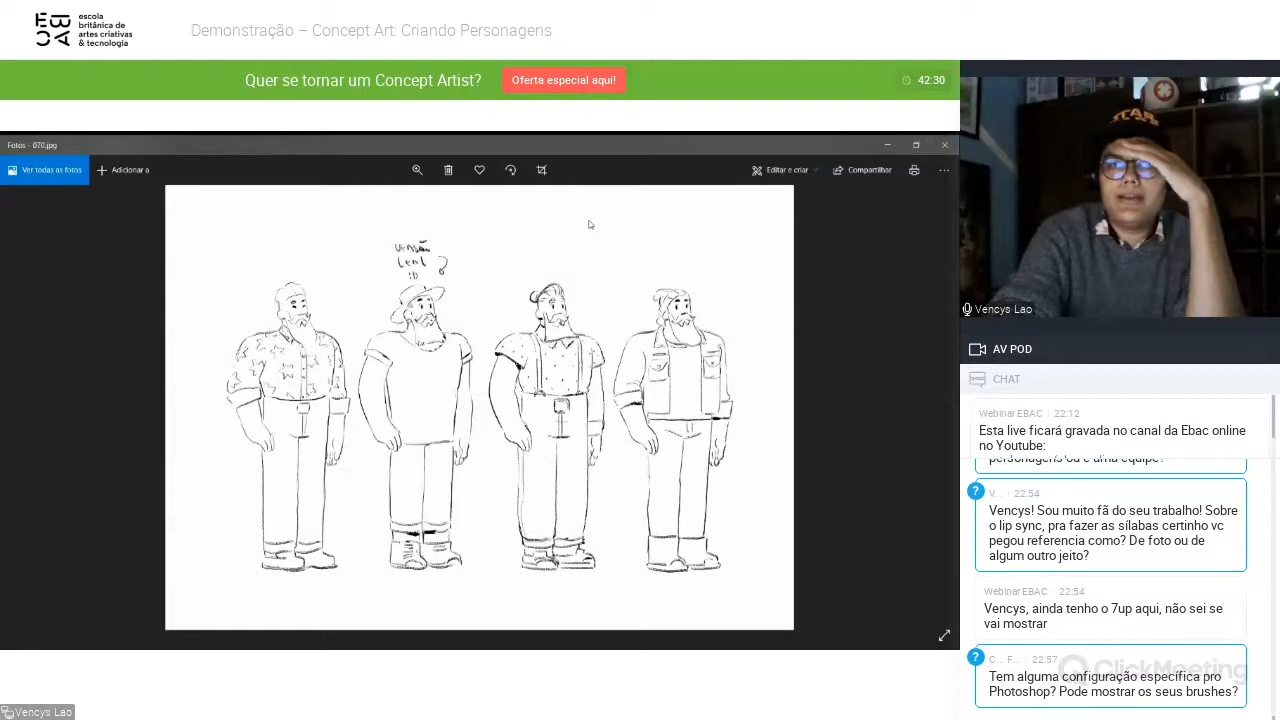 escola
britânica de
artes criativas
& tecnologia
Demonstração – Concept Art: Criando Personagens
Quer se tornar um Concept Artist?
Oferta especial aqui!
42:30
Fotos - 070.jpg
Ver todas as fotos
Adicionar a
Editar e criar
Compartilhar
STAR
Vencys Lao
AV POD
CHAT
Webinar EBAC 22:12
Esta live ficará gravada no canal da Ebac online
no Youtube:
personagens ou é uma equipe?
V... 22:54
Vencys! Sou muito fã do seu trabalho! Sobre
o lip sync, pra fazer as sílabas certinho vc
pegou referencia como? De foto ou de
algum outro jeito?
Webinar EBAC 22:54
Vencys, ainda tenho o 7up aqui, não sei se
vai mostrar
C... F... 22:57
Tem alguma configuração específica pro
Photoshop? Pode mostrar os seus brushes?
ClickMeeting
Vencys Lao